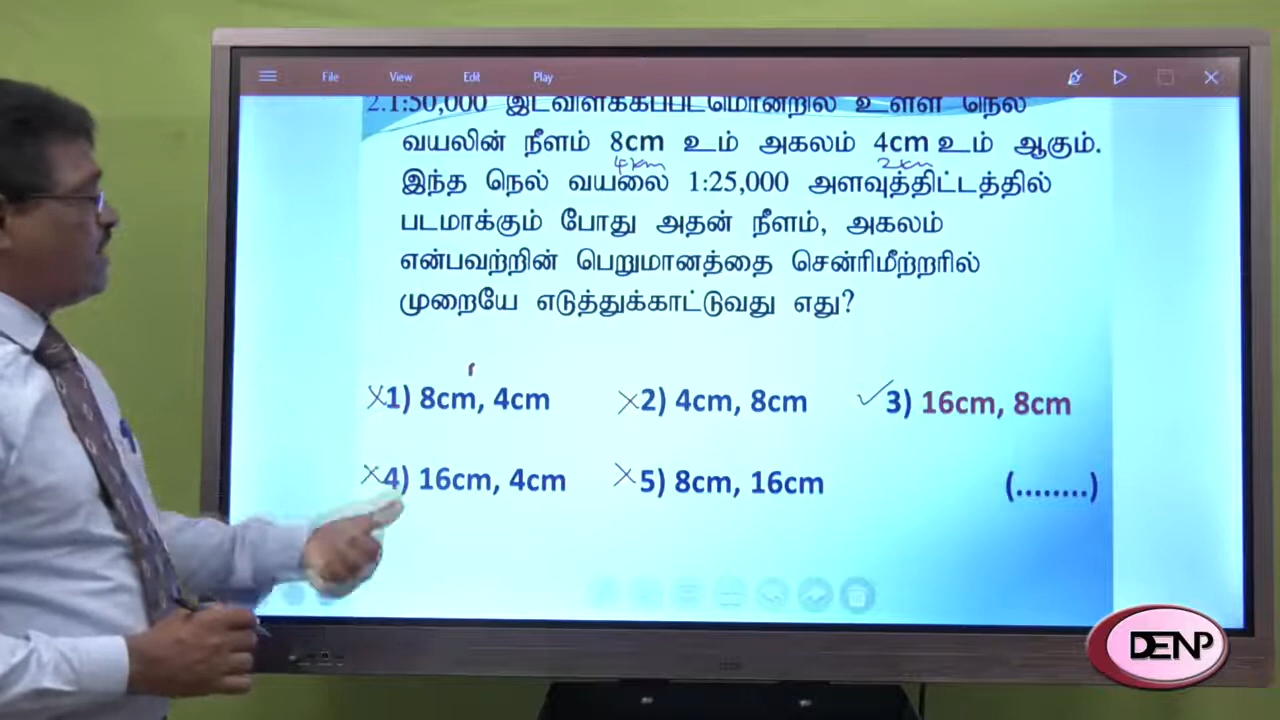 File View Edit Play
2.1:50,000 இடவிளக்கப்படமொன்றில் உள்ள நெல்
வயலின் நீளம் 8cm உம் அகலம் 4cm உம் ஆகும்.
4km 2km
இந்த நெல் வயலை 1:25,000 அளவுத்திட்டத்தில்
படமாக்கும் போது அதன் நீளம், அகலம்
என்பவற்றின் பெறுமானத்தை சென்ரிமீற்றரில்
முறையே எடுத்துக்காட்டுவது எது?
1) 8cm, 4cm 2) 4cm, 8cm 3) 16cm, 8cm
4) 16cm, 4cm 5) 8cm, 16cm (........)
DENP